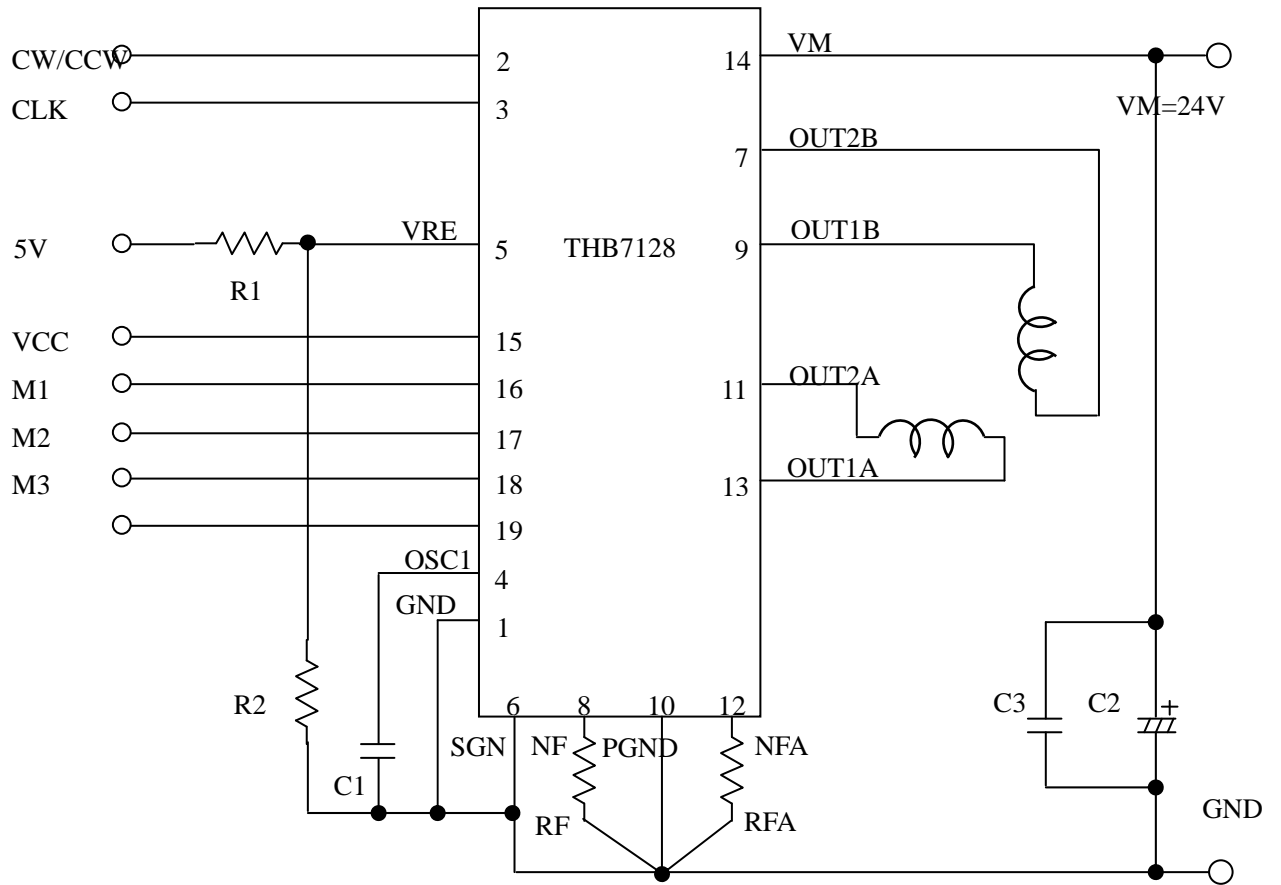 CW/CCW
2
14
VM
CLK
3
VM=24V
7
OUT2B
5V
R1
VRE
5
THB7128
9
OUT1B
VCC
15
M1
16
11
OUT2A
M2
17
M3
18
13
OUT1A
19
OSC1
4
GND
1
R2
6
8
10
12
C3
C2
+
SGN
NF
PGND
NFA
C1
RF
RFA
GND